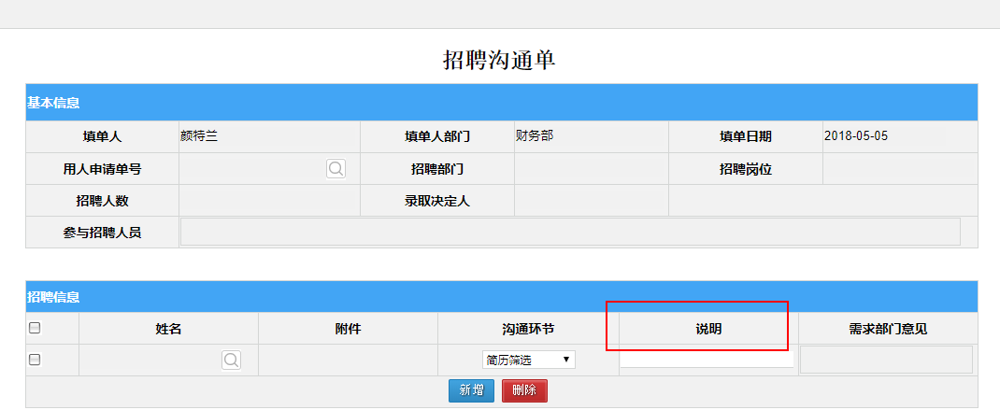 招聘沟通单
基本信息
填单人 颜特兰 填单人部门 财务部 填单日期 2018-05-05
用人申请单号 招聘部门 招聘岗位
招聘人数 录取决定人
参与招聘人员
招聘信息
姓名 附件 沟通环节 说明 需求部门意见
简历筛选
新增 删除